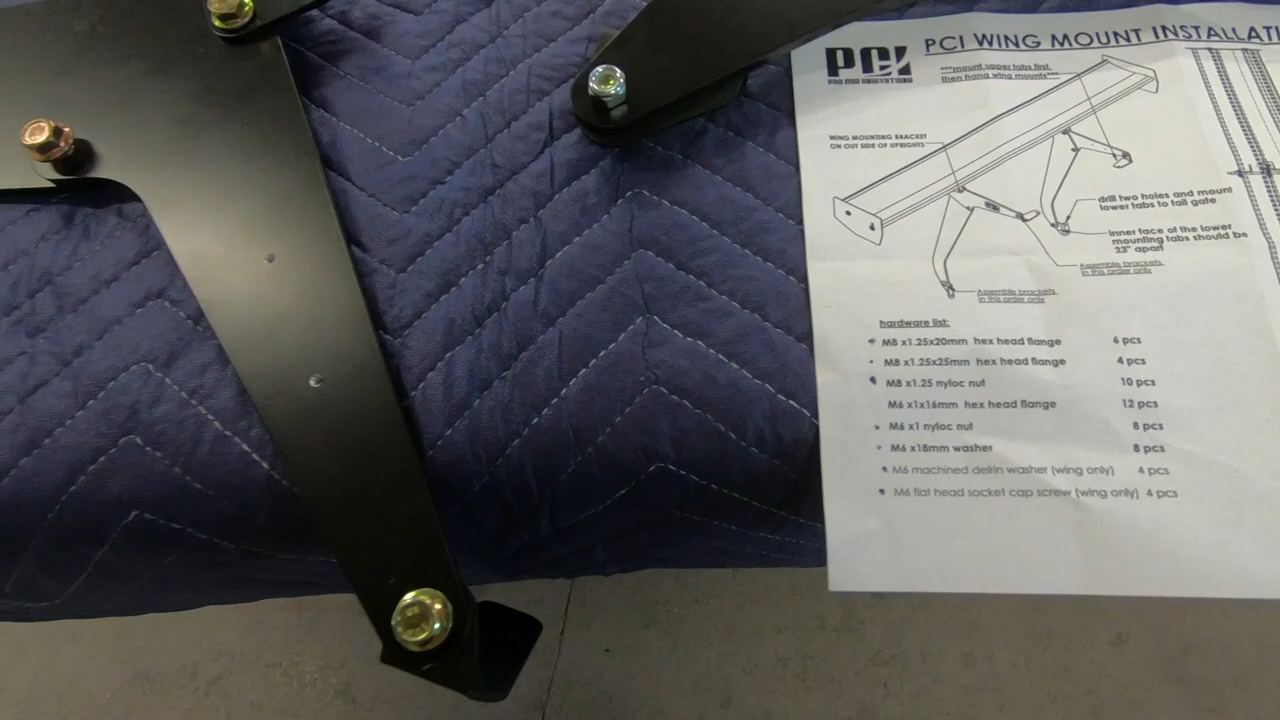 PCI
PRO CAR INNOVATIONS
PCI WING MOUNT INSTALLATI
***mount upper tabs first
then hang wing mounts***
WING MOUNTING BRACKET
ON OUT SIDE OF UPRIGHTS
drill two holes and mount
lower tabs to tail gate
inner face of the lower
mounting tabs should be
23" apart
Assemble brackets
in this order only
Assemble brackets
in this order only
hardware list:
M8 x1.25x20mm hex head flange 6 pcs
M8 x1.25x25mm hex head flange 4 pcs
M8 x1.25 nyloc nut 10 pcs
M6 x1x16mm hex head flange 12 pcs
M6 x1 nyloc nut 8 pcs
M6 x18mm washer 8 pcs
M6 machined delrin washer (wing only) 4 pcs
M6 flat head socket cap screw (wing only) 4 pcs